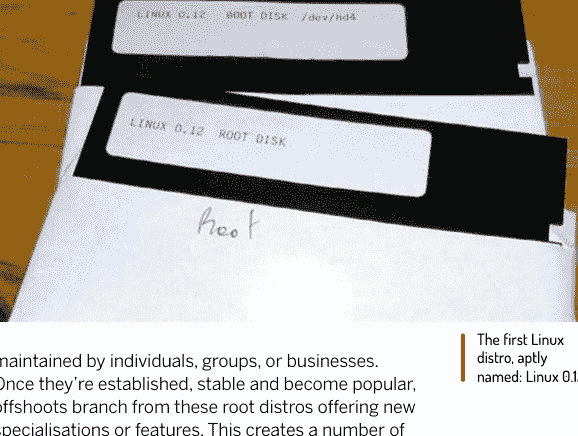 LINUX 0.12 BOOT DISK /dev/hd4
LINUX 0.12 ROOT DISK
Root
maintained by individuals, groups, or businesses.
Once they're established, stable and become popular,
offshoots branch from these root distros offering new
specialisations or features. This creates a number of
The first Linux
distro, aptly
named: Linux 0.1